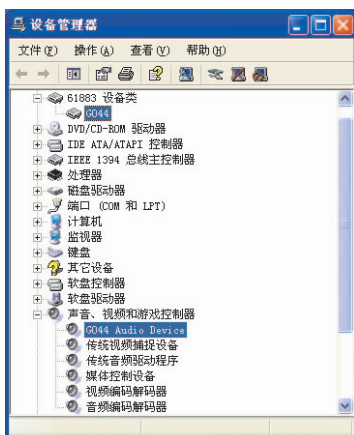 设备管理器
文件(F) 操作(A) 查看(V) 帮助(H)
61883 设备类
GO44
DVD/CD-ROM 驱动器
IDE ATA/ATAPI 控制器
IEEE 1394 总线主控制器
处理器
磁盘驱动器
端口 (COM 和 LPT)
计算机
监视器
键盘
其它设备
软盘控制器
软盘驱动器
声音、视频和游戏控制器
GO44 Audio Device
传统视频捕捉设备
传统音频驱动程序
媒体控制设备
视频编码解码器
音频编码解码器